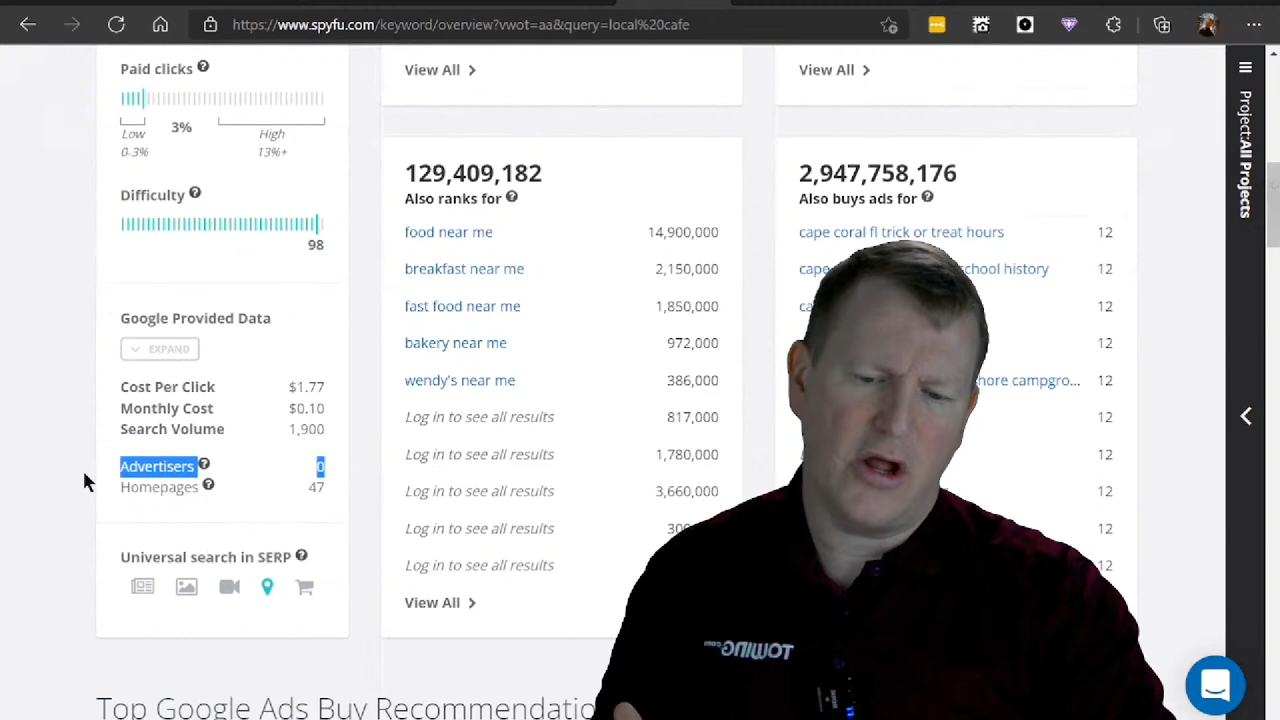 https://www.spyfu.com/keyword/overview?vwot=aa&query=local%20cafe
Paid clicks
Low
0-3%
3%
High
13%+
Difficulty
98
Google Provided Data
EXPAND
Cost Per Click $1.77
Monthly Cost $0.10
Search Volume 1,900
Advertisers 0
Homepages 47
Universal search in SERP
View All
129,409,182
Also ranks for
food near me 14,900,000
breakfast near me 2,150,000
fast food near me 1,850,000
bakery near me 972,000
wendy's near me 386,000
Log in to see all results 817,000
Log in to see all results 1,780,000
Log in to see all results 3,660,000
Log in to see all results
Log in to see all results
View All
View All
2,947,758,176
Also buys ads for
cape coral fl trick or treat hours 12
school history 12
12
12
campgro... 12
12
12
12
12
12
Project:All Projects
TOWING
Top Google Ads Buy Recommendatio